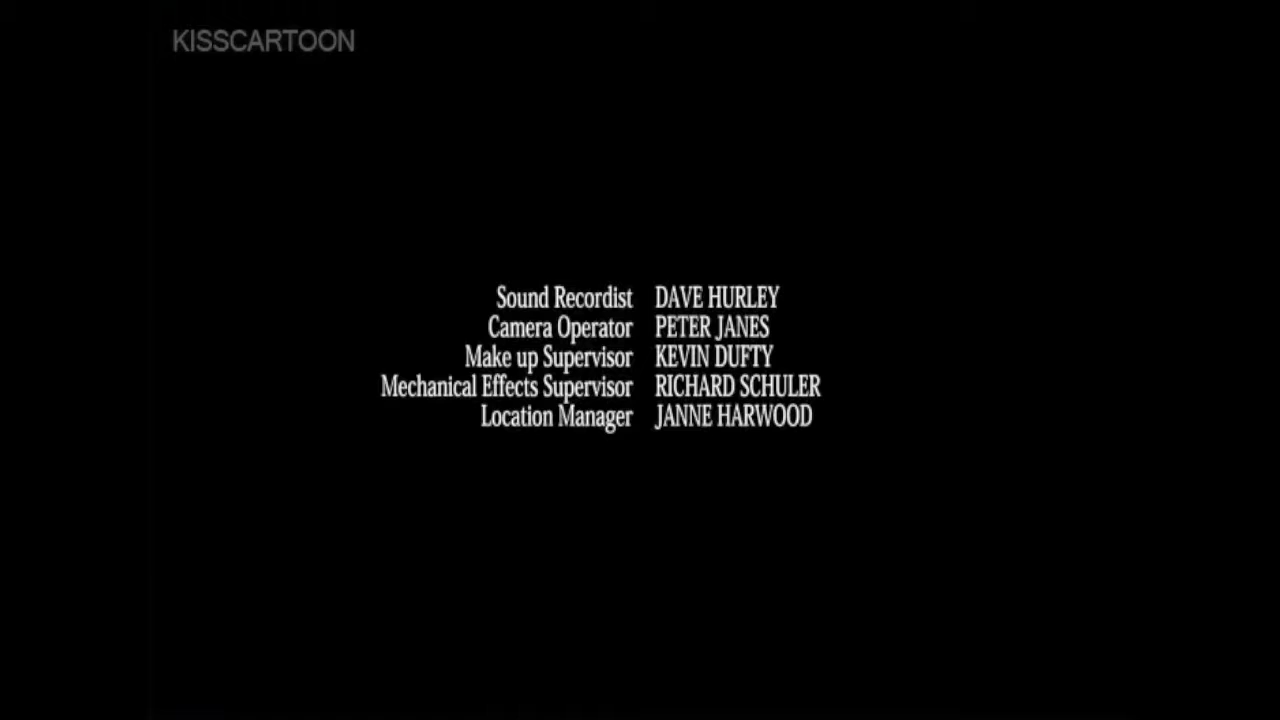 KISSCARTOON
Sound Recordist DAVE HURLEY
Camera Operator PETER JANES
Make up Supervisor KEVIN DUFTY
Mechanical Effects Supervisor RICHARD SCHULER
Location Manager JANNE HARWOOD